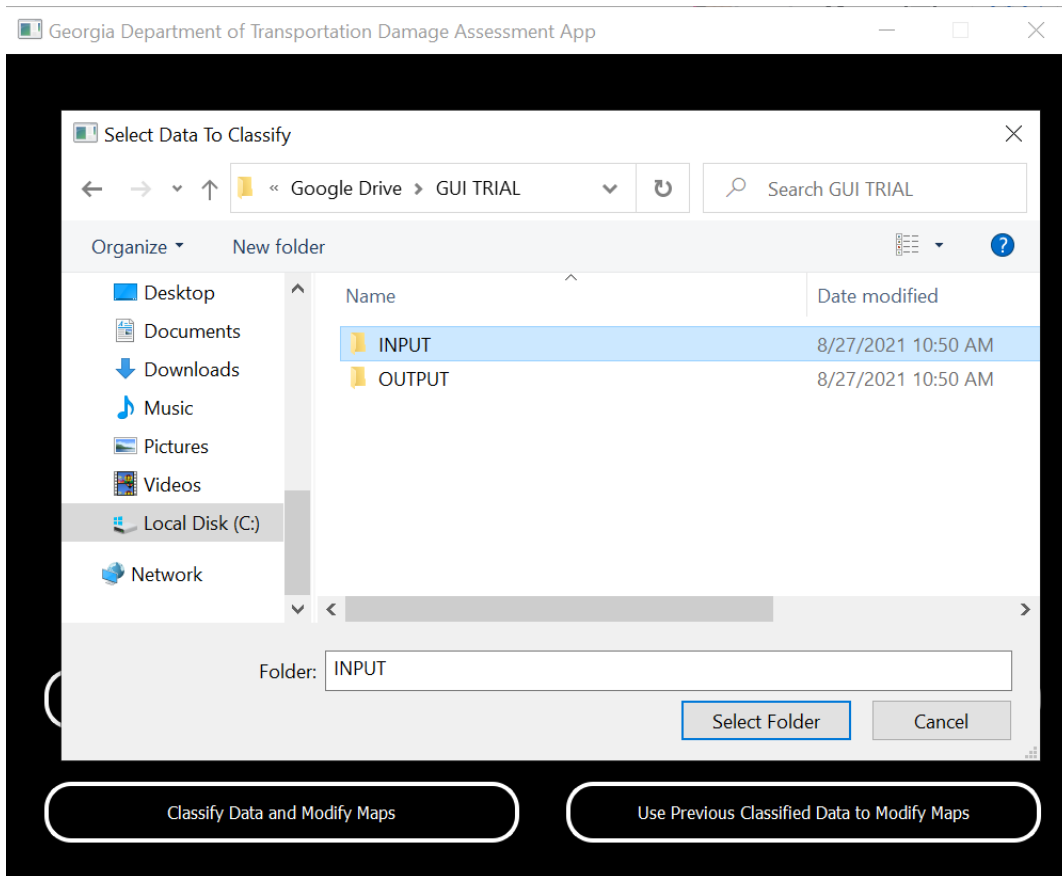 Georgia Department of Transportation Damage Assessment App
Select Data To Classify
« Google Drive > GUI TRIAL
Search GUI TRIAL
Organize
New folder
?
Desktop
Documents
Downloads
Music
Pictures
Videos
Local Disk (C:)
Network
Name Date modified
INPUT 8/27/2021 10:50 AM
OUTPUT 8/27/2021 10:50 AM
Folder: INPUT
Select Folder
Cancel
Classify Data and Modify Maps
Use Previous Classified Data to Modify Maps